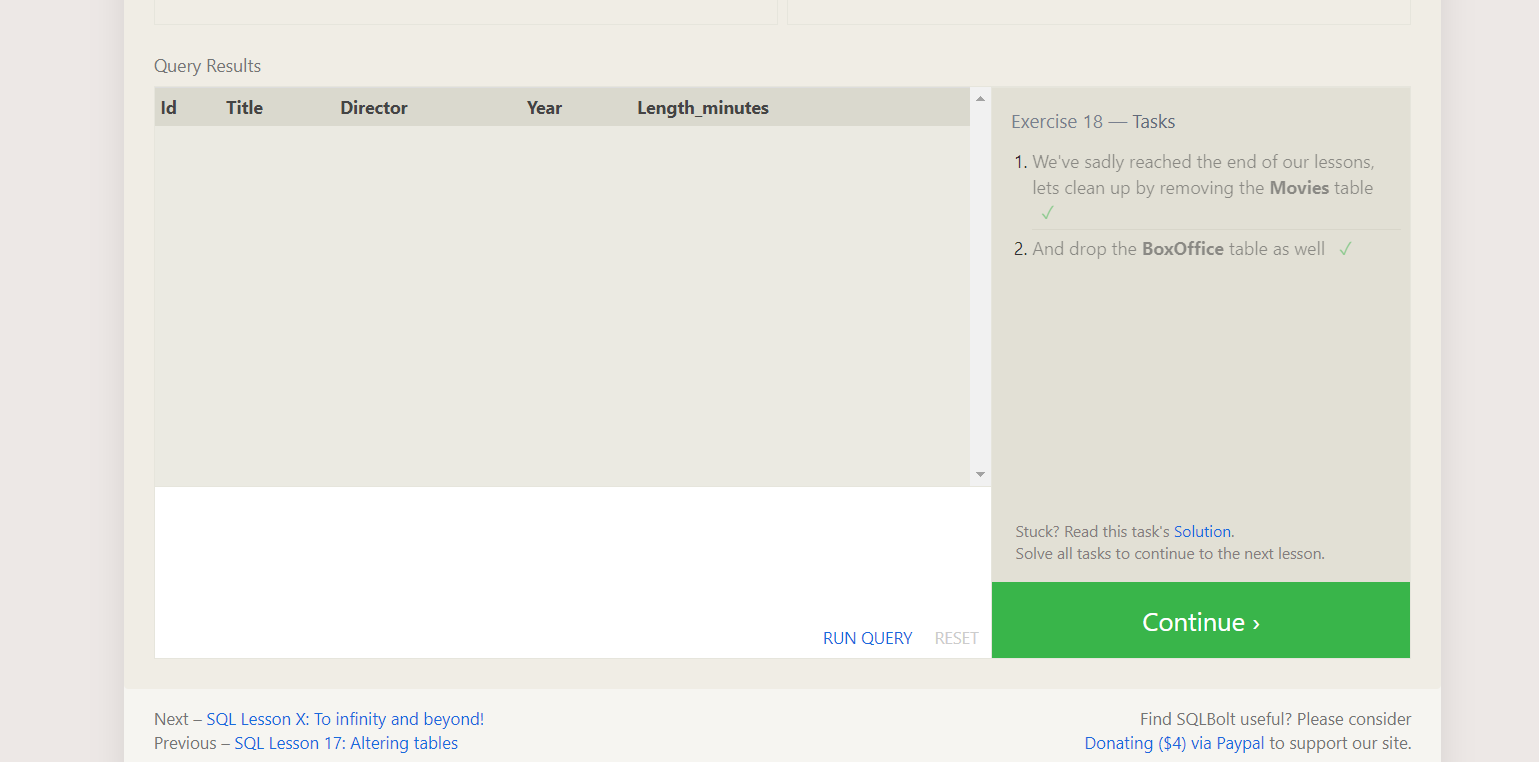 Query Results
Id Title Director Year Length_minutes
Exercise 18 — Tasks
1. We've sadly reached the end of our lessons,
lets clean up by removing the Movies table
✓
2. And drop the BoxOffice table as well ✓
Stuck? Read this task's Solution.
Solve all tasks to continue to the next lesson.
RUN QUERY RESET
Continue ›
Next – SQL Lesson X: To infinity and beyond!
Previous – SQL Lesson 17: Altering tables
Find SQLBolt useful? Please consider
Donating ($4) via Paypal to support our site.